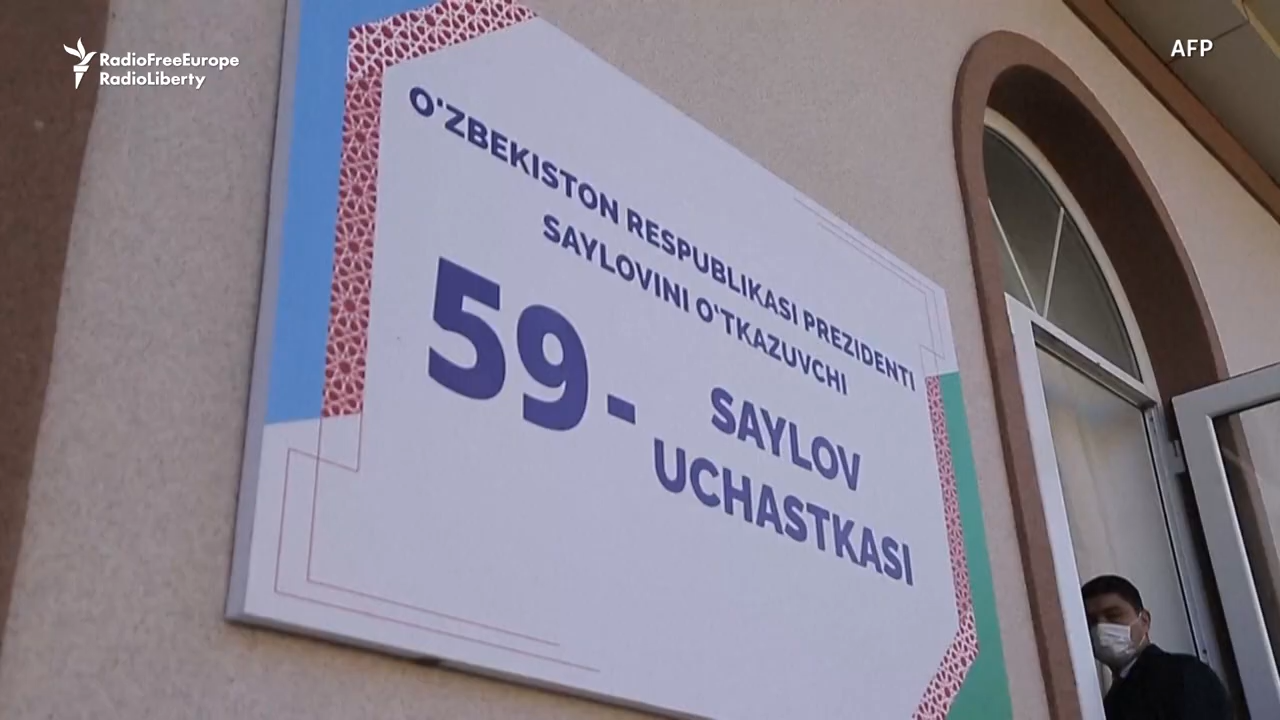 RadioFreeEurope
RadioLiberty
AFP
O'ZBEKISTON RESPUBLIKASI PREZIDENTI
SAYLOVINI O'TKAZUVCHI
59-
SAYLOV
UCHASTKASI